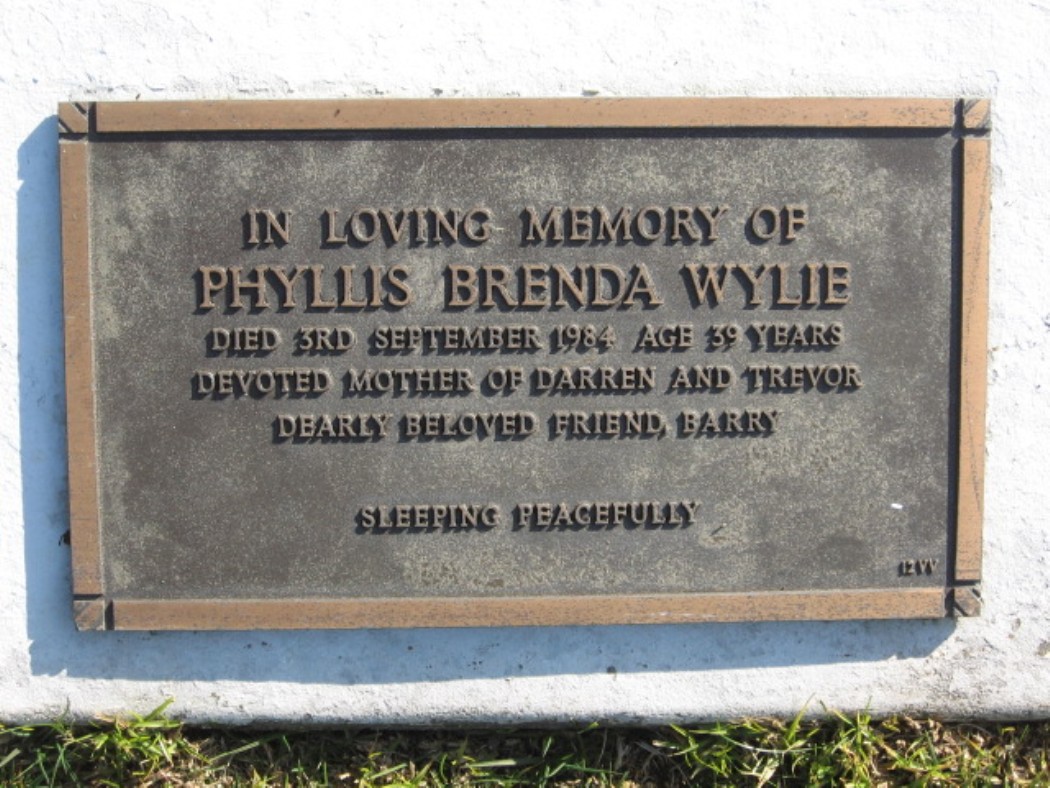 IN LOVING MEMORY OF
PHYLLIS BRENDA WYLIE
DIED 3RD SEPTEMBER 1984 AGE 39 YEARS
DEVOTED MOTHER OF DARREN AND TREVOR
DEARLY BELOVED FRIEND, BARRY
SLEEPING PEACEFULLY
12VV